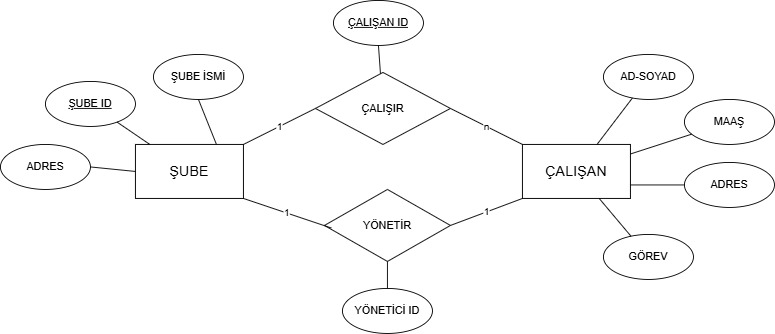 ÇALIŞAN ID
ŞUBE İSMİ
AD-SOYAD
ŞUBE ID
ÇALIŞIR
MAAŞ
1
n
ADRES
ŞUBE
ÇALIŞAN
ADRES
1
1
YÖNETİR
GÖREV
YÖNETİCİ ID